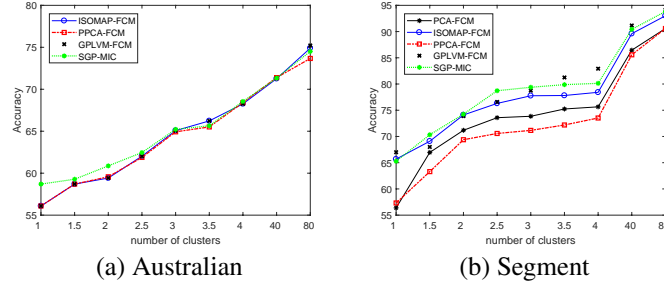 80
75
70
65
60
55
Accuracy
ISOMAP-FCM
PPCA-FCM
GPLVM-FCM
SGP-MIC
1 1.5 2 2.5 3 3.5 4 40 80
number of clusters
(a) Australian
95
90
85
80
75
70
65
60
55
Accuracy
PCA-FCM
ISOMAP-FCM
PPCA-FCM
GPLVM-FCM
SGP-MIC
1 1.5 2 2.5 3 3.5 4 40
number of clusters
(b) Segment